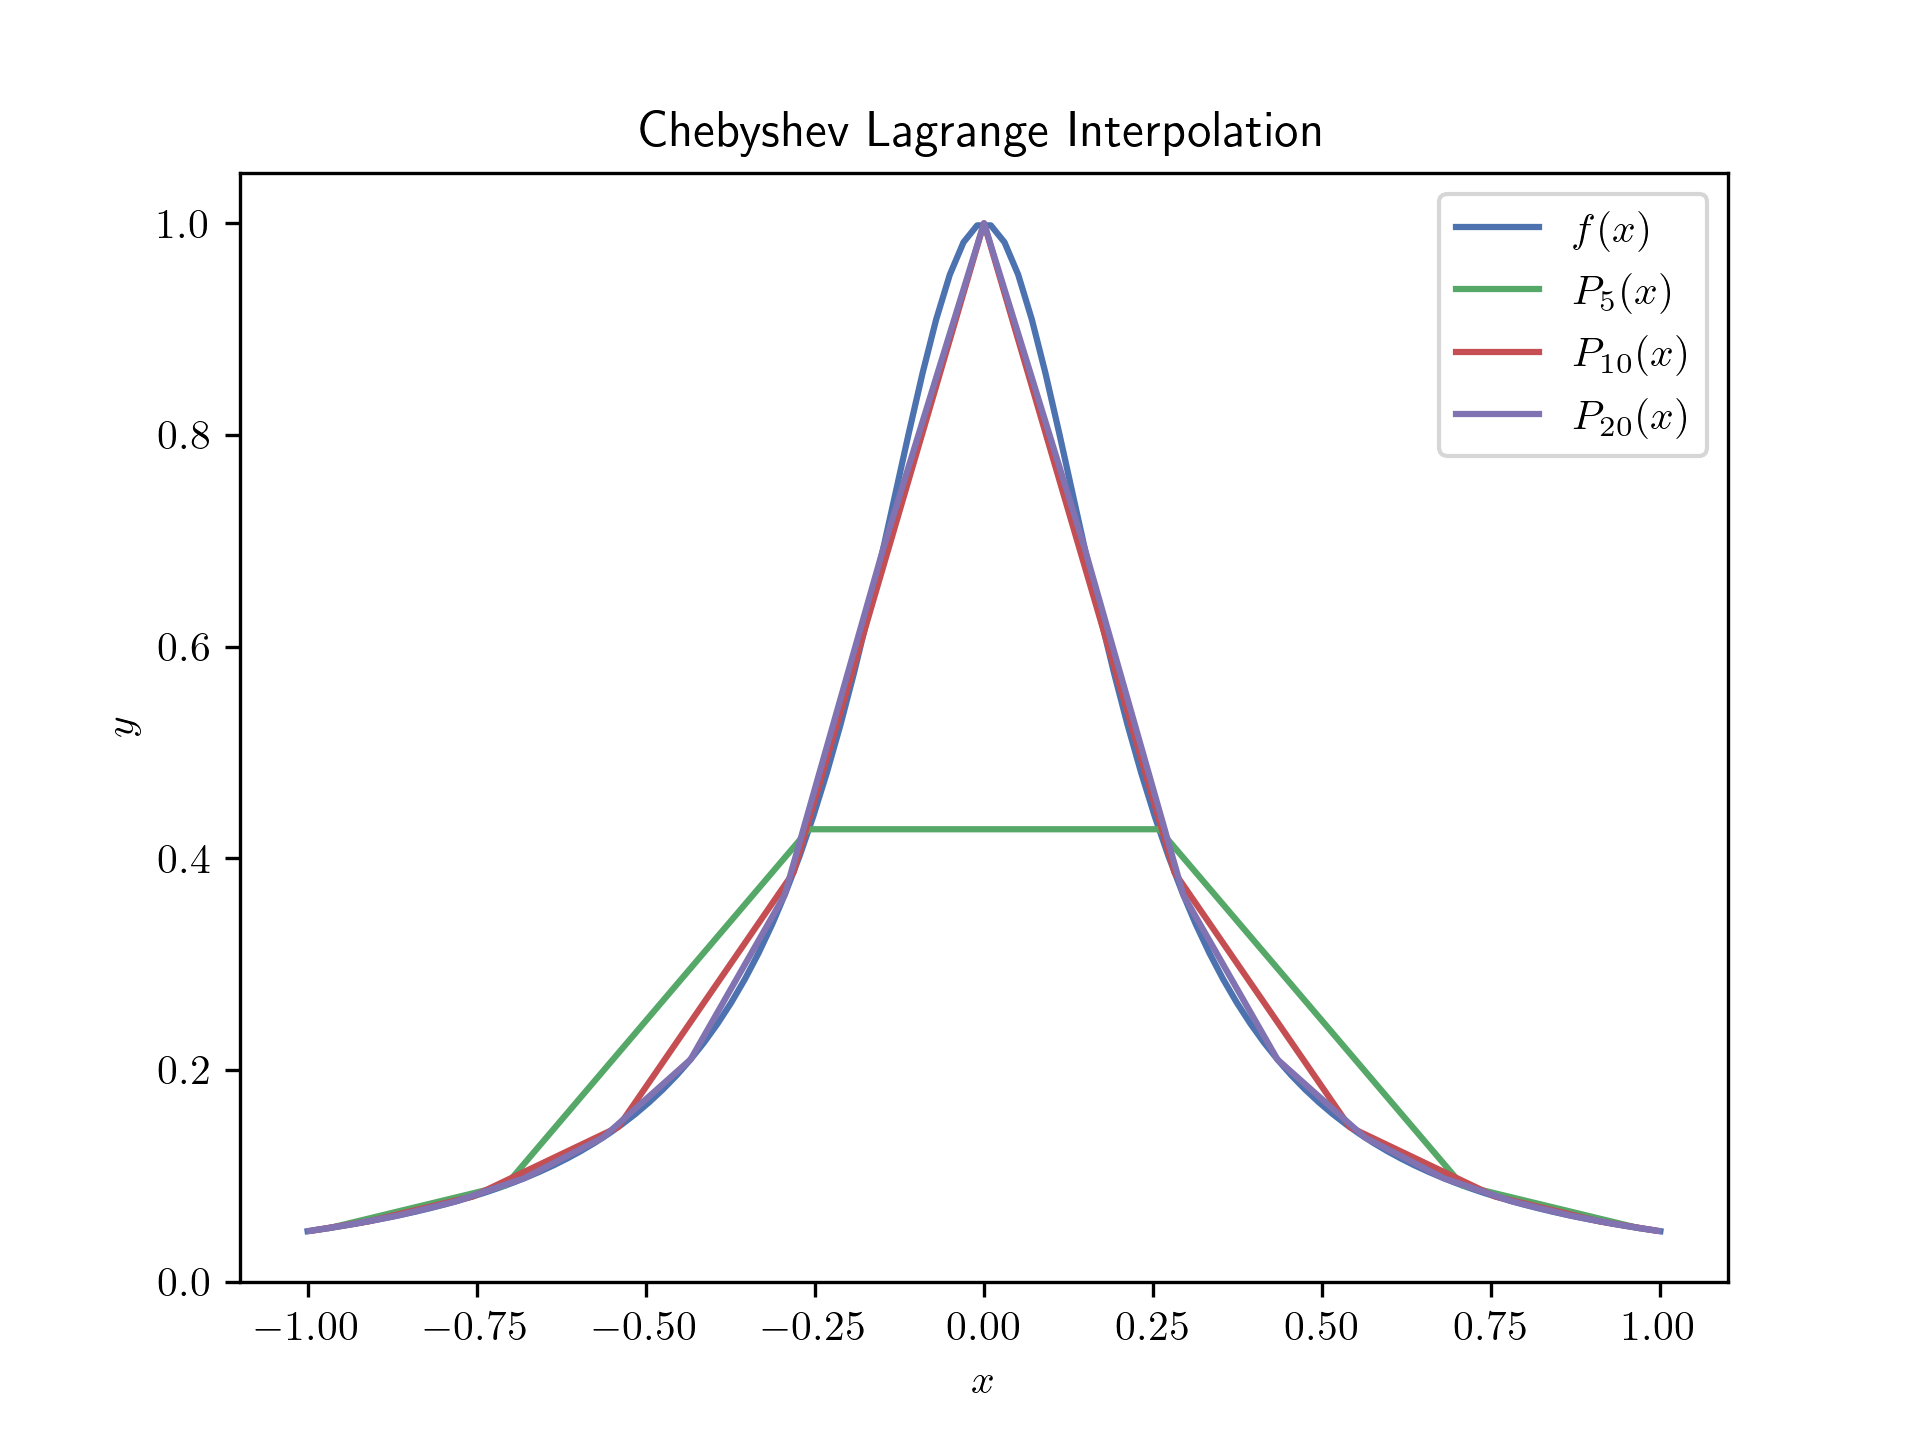 Chebyshev Lagrange Interpolation
f(x)
P₅(x)
P₁₀(x)
P₂₀(x)
1.0
0.8
0.6
0.4
0.2
0.0
y
−1.00 −0.75 −0.50 −0.25 0.00 0.25 0.50 0.75 1.00
x